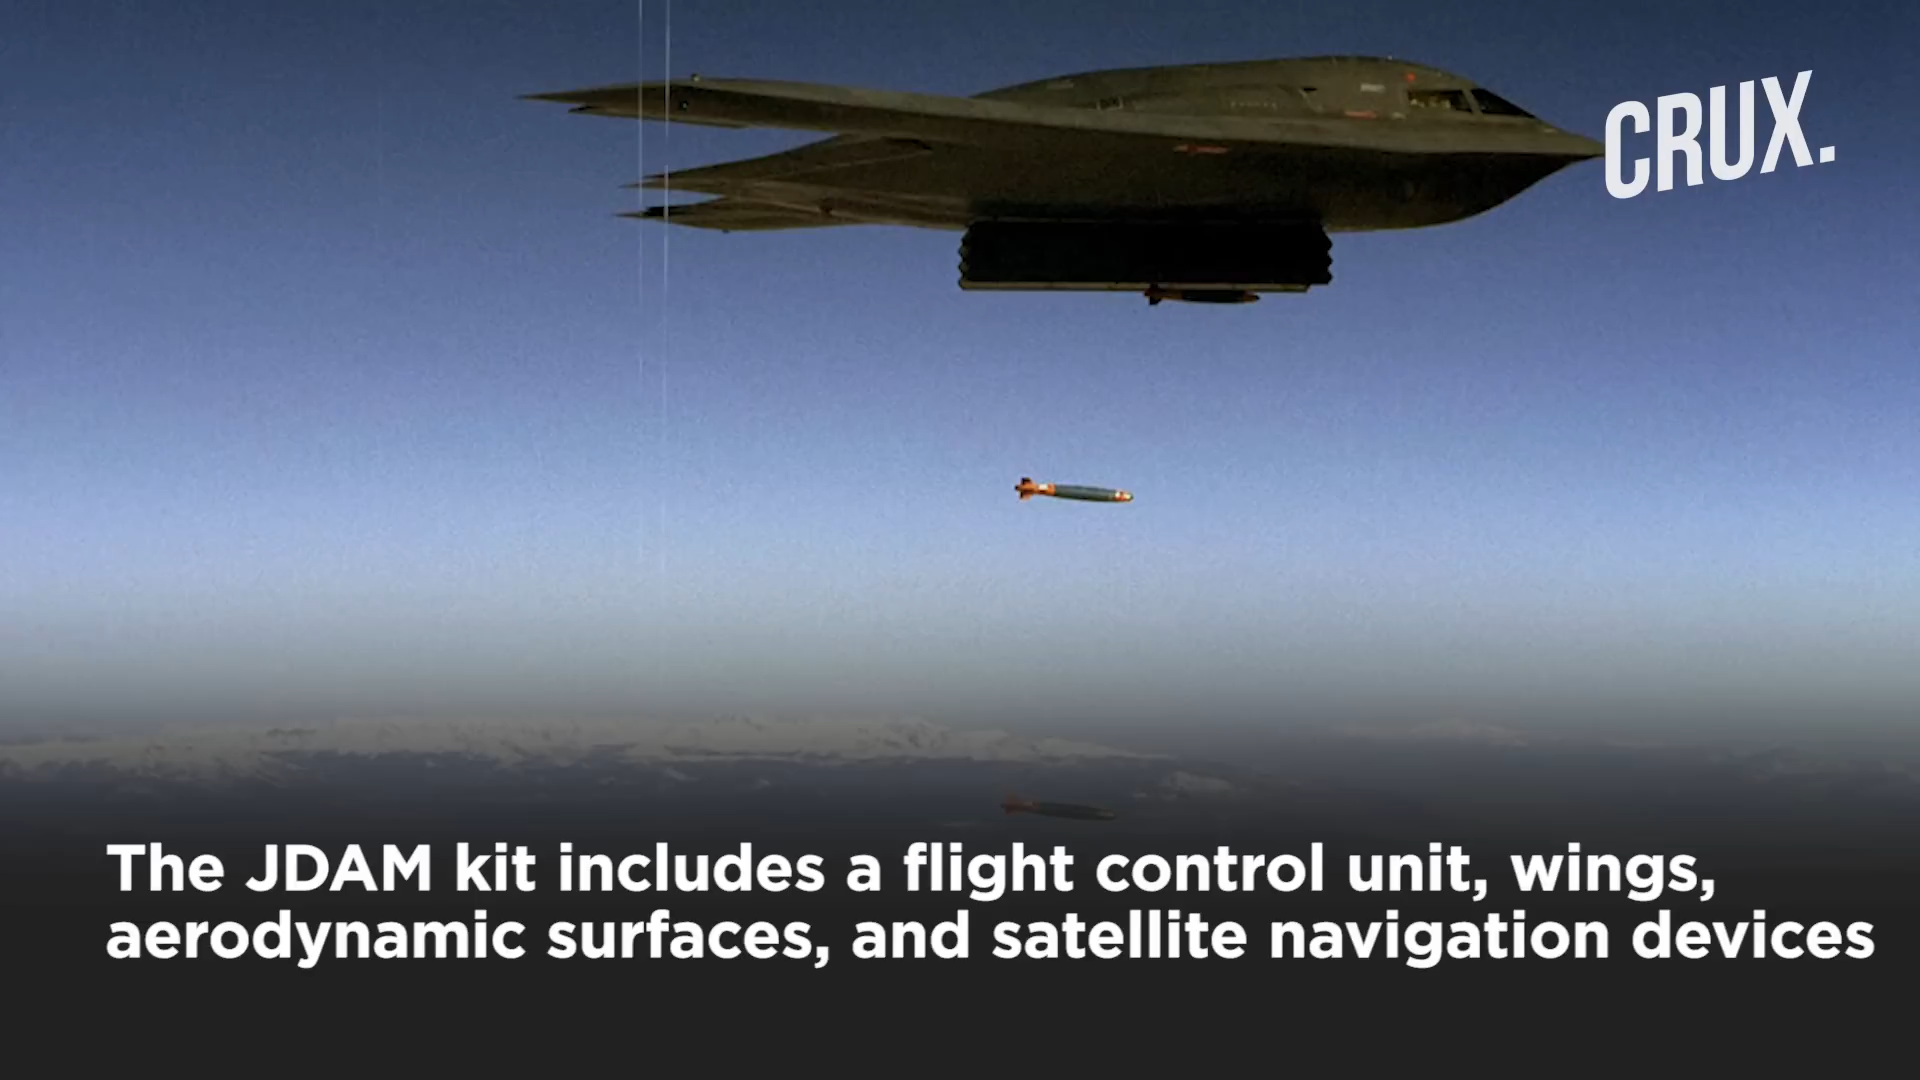 CRUX.
The JDAM kit includes a flight control unit, wings,
aerodynamic surfaces, and satellite navigation devices